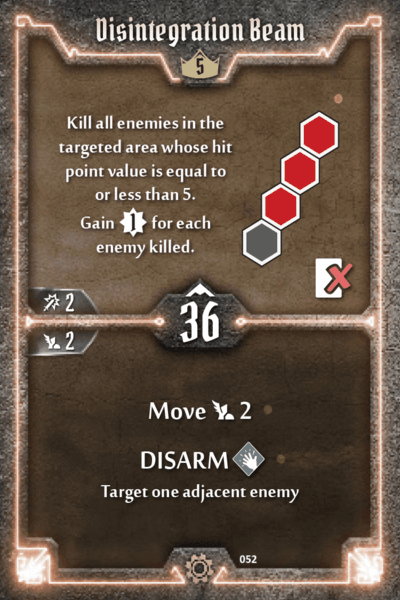 Disintegration Beam
5
Kill all enemies in the
targeted area whose hit
point value is equal to
or less than 5.
Gain 1 for each
enemy killed.
2
36
2
Move 2
DISARM
Target one adjacent enemy
052